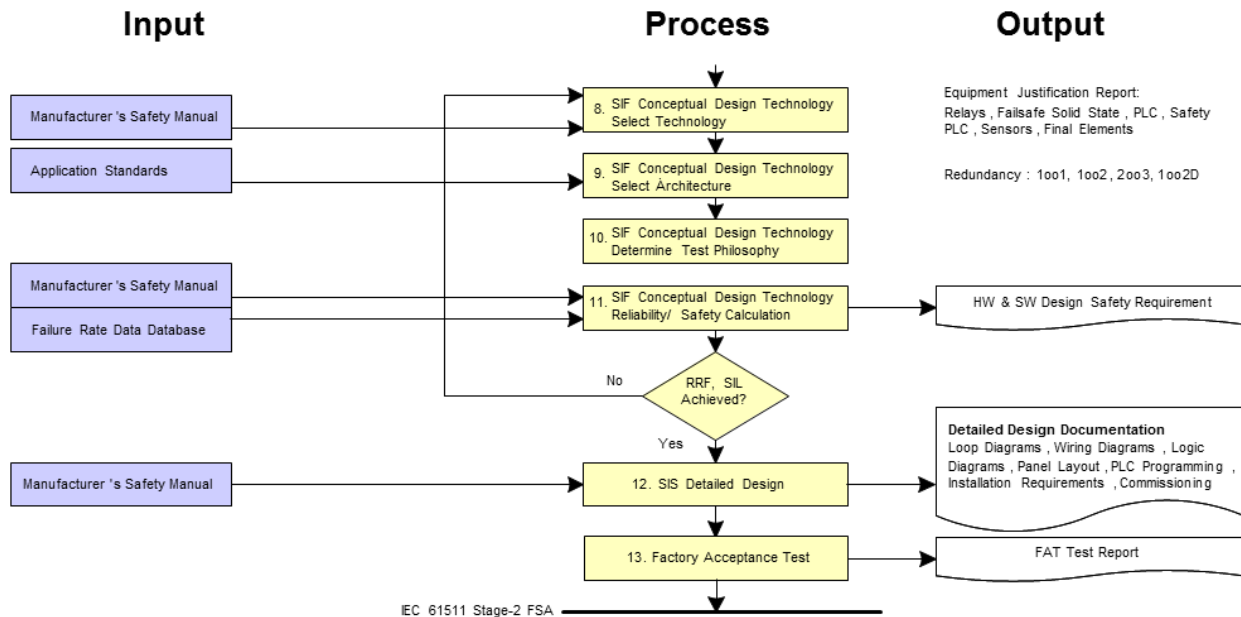 Input
Process
Output
Manufacturer 's Safety Manual
Application Standards
8. SIF Conceptual Design Technology
Select Technology
9. SIF Conceptual Design Technology
Select Àrchitecture
10. SIF Conceptual Design Technology
Determine Test Philosophy
Equipment Justification Report:
Relays , Failsafe Solid State , PLC , Safety
PLC , Sensors , Final Elements
Redundancy : 1oo1, 1oo2 , 2oo3, 1oo2D
Manufacturer 's Safety Manual
Failure Rate Data Database
11. SIF Conceptual Design Technology
Reliability/ Safety Calculation
HW & SW Design Safety Requirement
No
RRF, SIL
Achieved?
Yes
Manufacturer 's Safety Manual
12. SIS Detailed Design
Detailed Design Documentation
Loop Diagrams , Wiring Diagrams , Logic
Diagrams , Panel Layout , PLC Programming ,
Installation Requirements , Commissioning
13. Factory Acceptance Test
FAT Test Report
IEC 61511 Stage-2 FSA